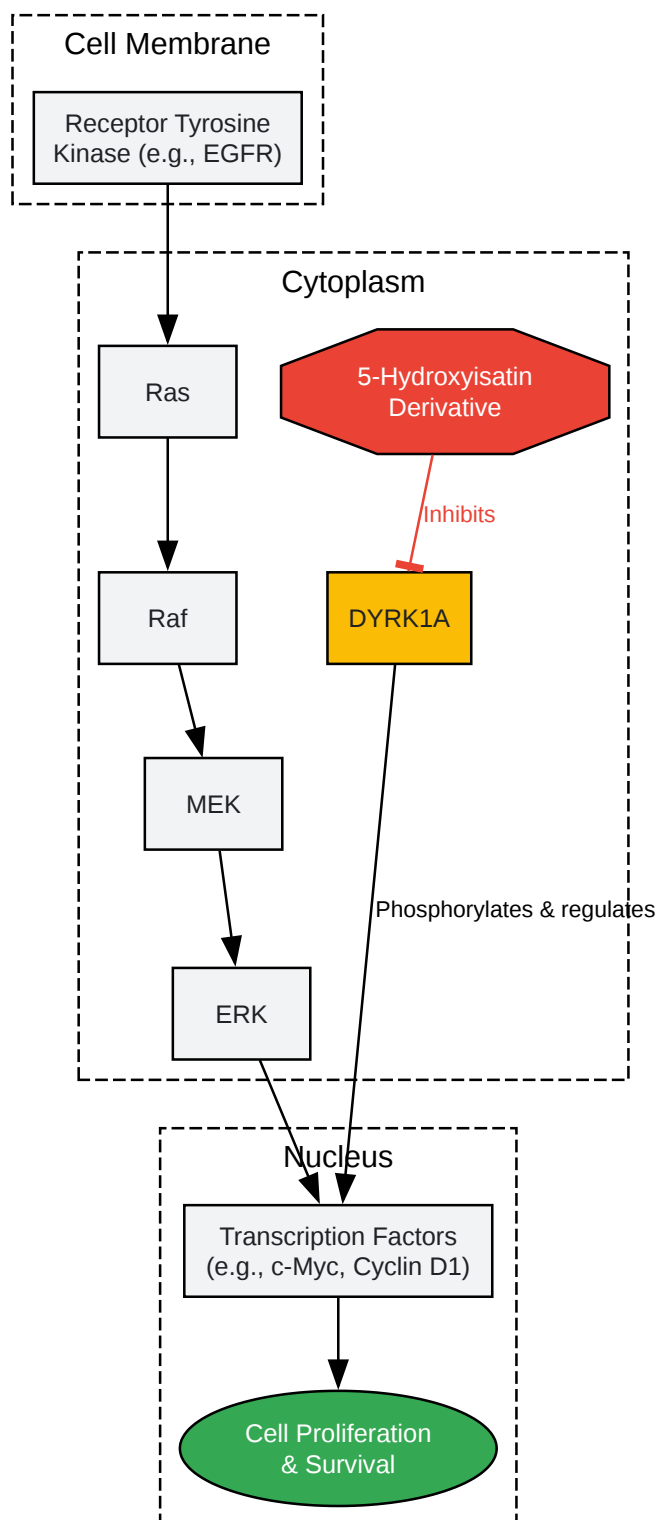 Cell Membrane
Receptor Tyrosine
Kinase (e.g., EGFR)
Cytoplasm
Ras
5-Hydroxyisatin
Derivative
Inhibits
Raf
DYRK1A
MEK
Phosphorylates & regulates
ERK
Nucleus
Transcription Factors
(e.g., c-Myc, Cyclin D1)
Cell Proliferation
& Survival